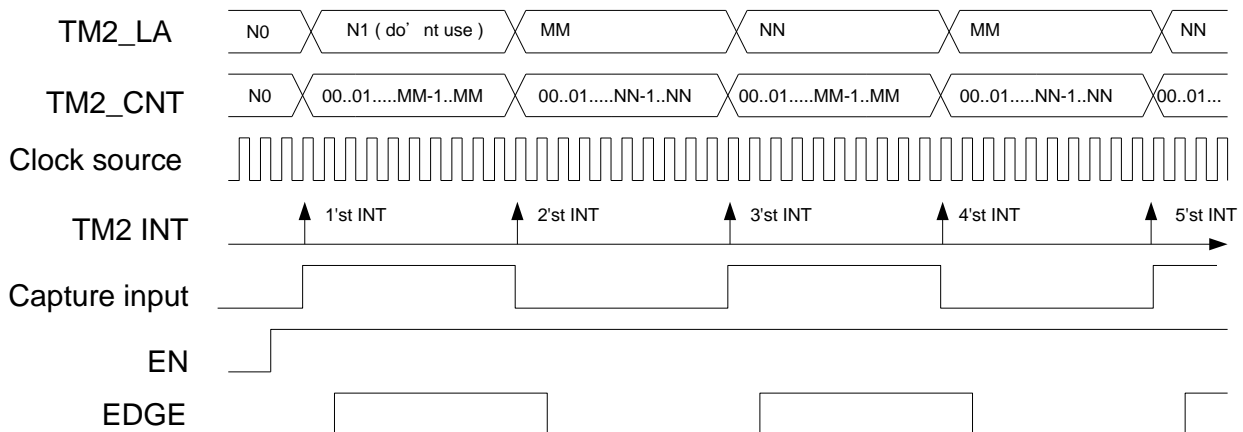 TM2_LA N0 N1 ( do’ nt use ) MM NN MM NN
TM2_CNT N0 00..01.....MM-1..MM 00..01.....NN-1..NN 00..01.....MM-1..MM 00..01.....NN-1..NN 00..01...
Clock source
TM2 INT 1'st INT 2'st INT 3'st INT 4'st INT 5'st INT
Capture input
EN
EDGE